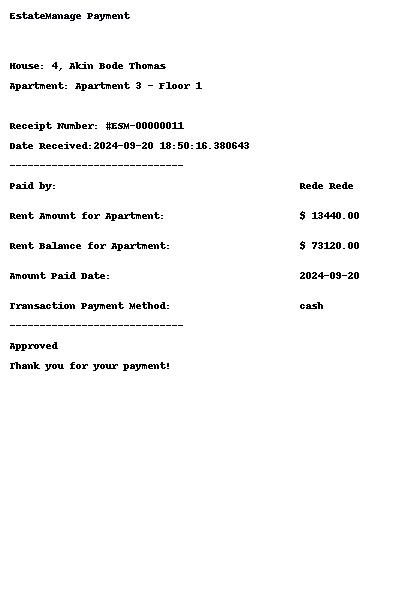 EstateManage Payment
House: 4, Akin Bode Thomas
Apartment: Apartment 3 - Floor 1
Receipt Number: #ESM-00000011
Date Received:2024-09-20 18:50:16.380643
-----------------------------
Paid by: Rede Rede
Rent Amount for Apartment: $ 13440.00
Rent Balance for Apartment: $ 73120.00
Amount Paid Date: 2024-09-20
Transaction Payment Method: cash
-----------------------------
Approved
Thank you for your payment!